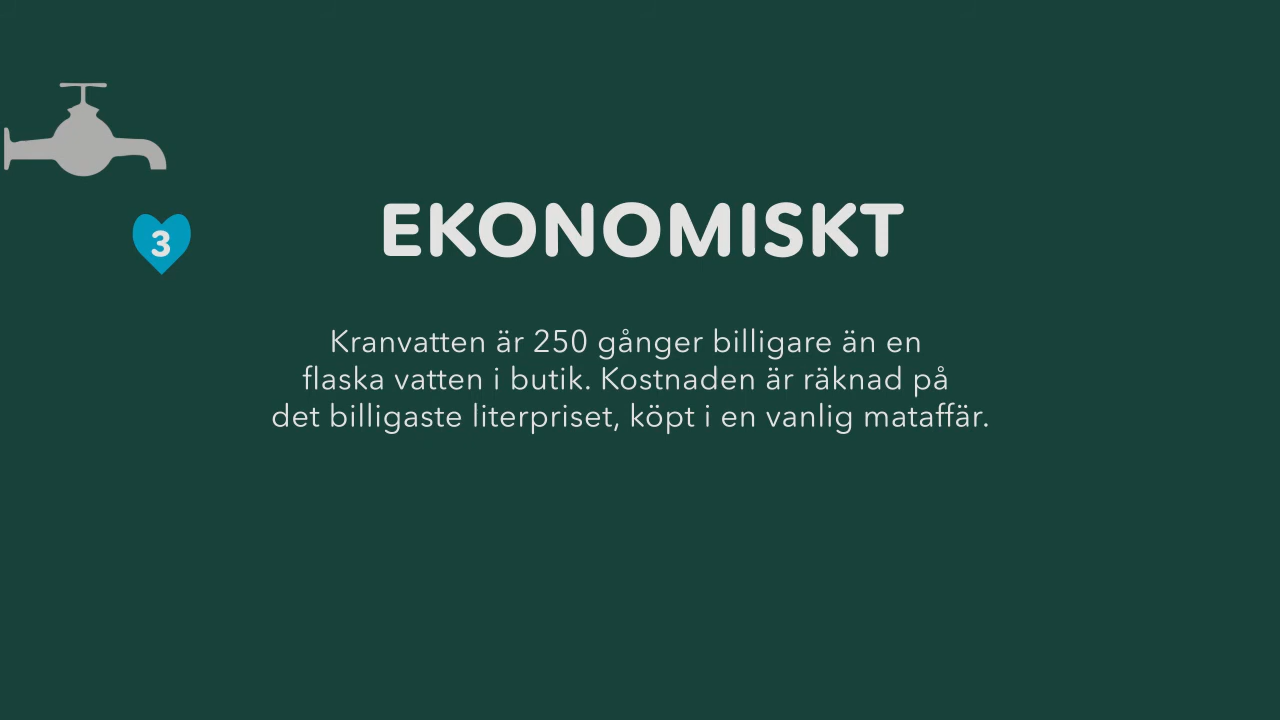 3
EKONOMISKT
Kranvatten är 250 gånger billigare än en
flaska vatten i butik. Kostnaden är räknad på
det billigaste literpriset, köpt i en vanlig mataffär.